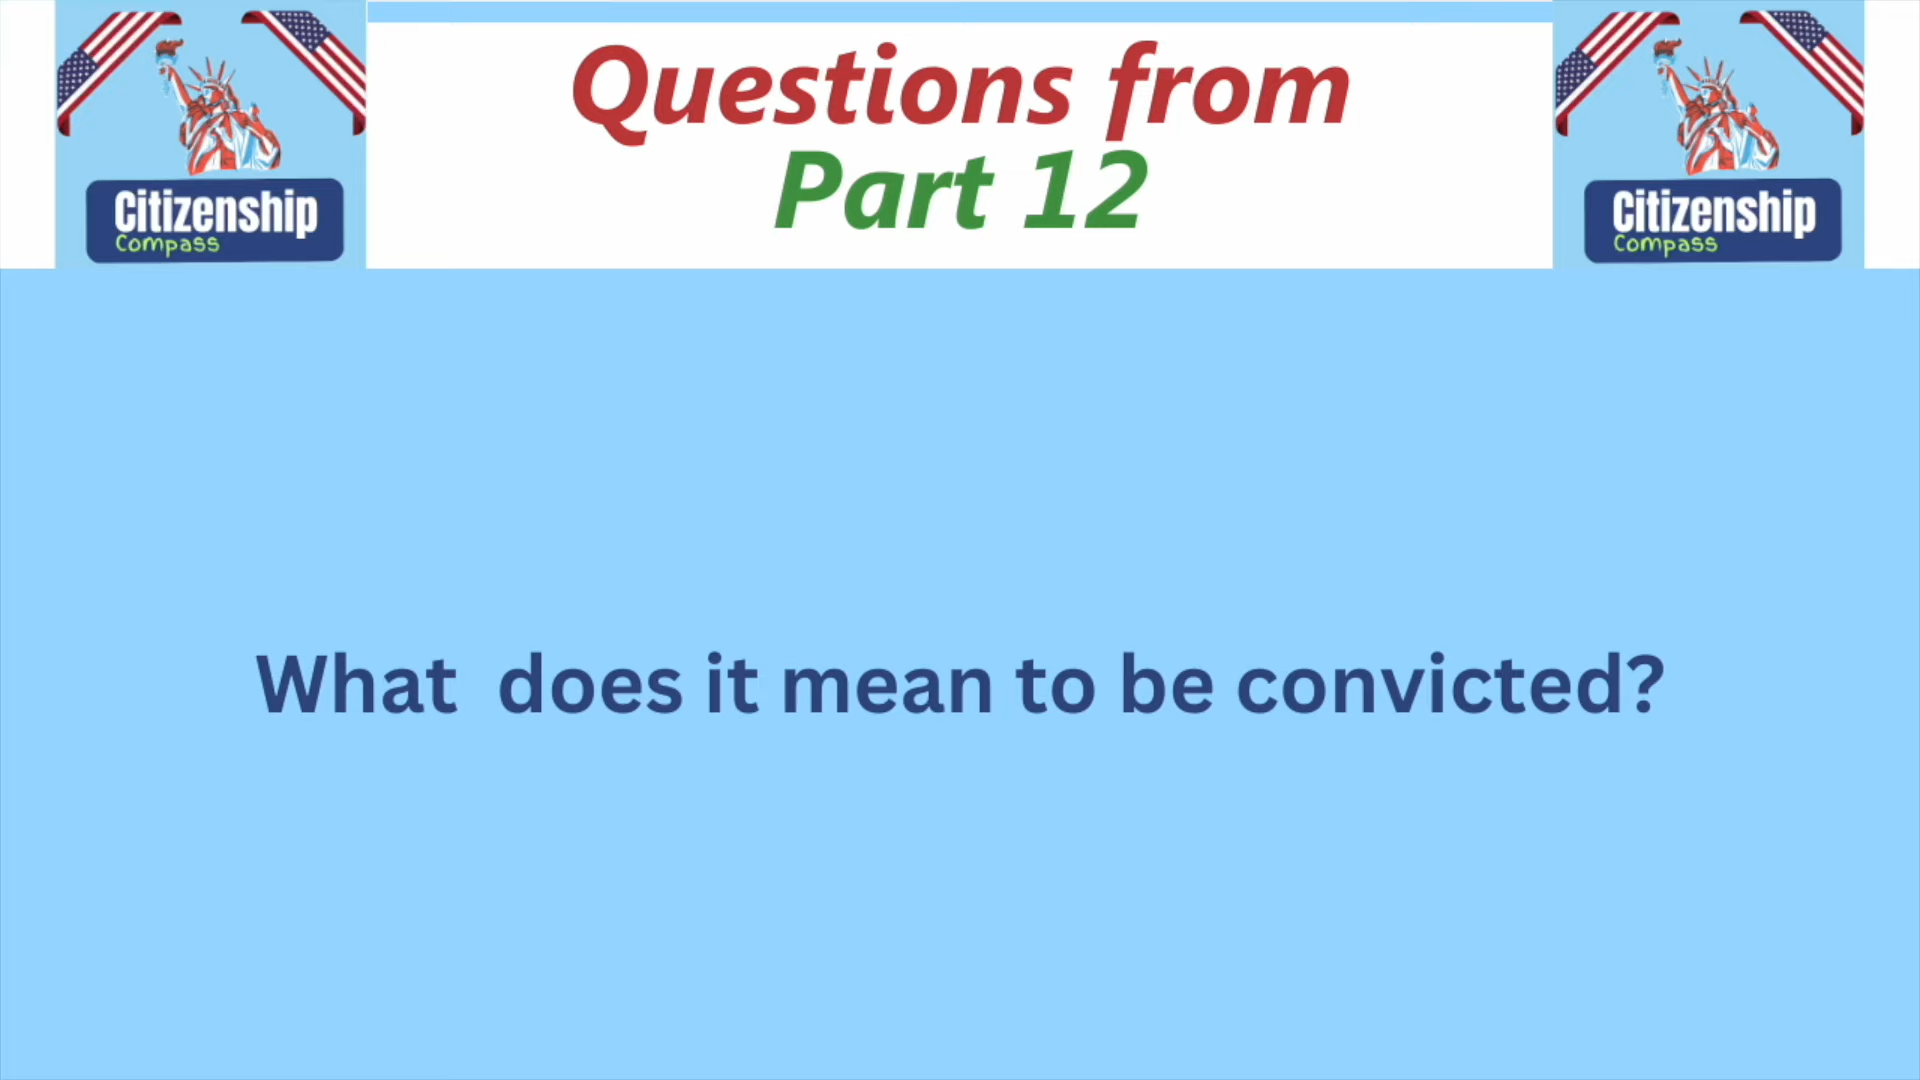 Questions from
Part 12
Citizenship
Compass
Citizenship
Compass
What does it mean to be convicted?